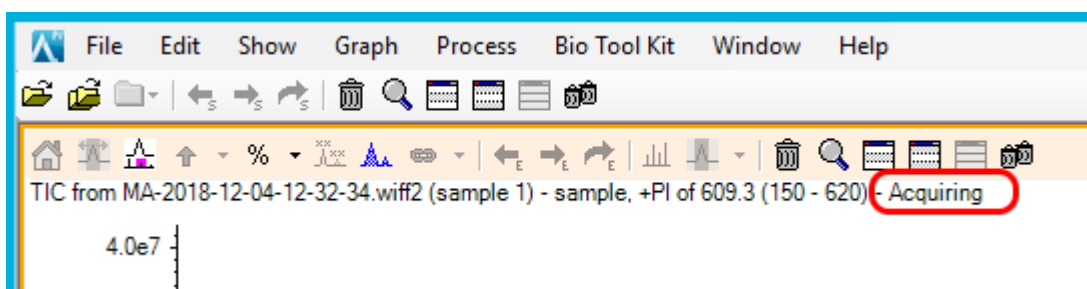 File Edit Show Graph Process Bio Tool Kit Window Help
TIC from MA-2018-12-04-12-32-34.wiff2 (sample 1) - sample, +PI of 609.3 (150 - 620) - Acquiring
4.0e7